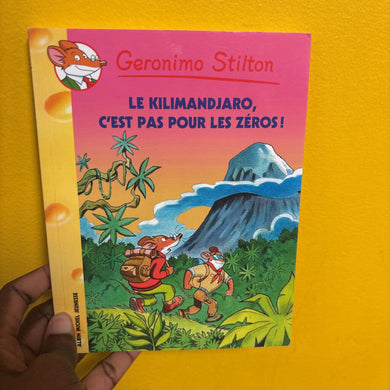 Geronimo Stilton
LE KILIMANDJARO,
C'EST PAS POUR LES ZÉROS !
ALBIN MICHEL JEUNESSE